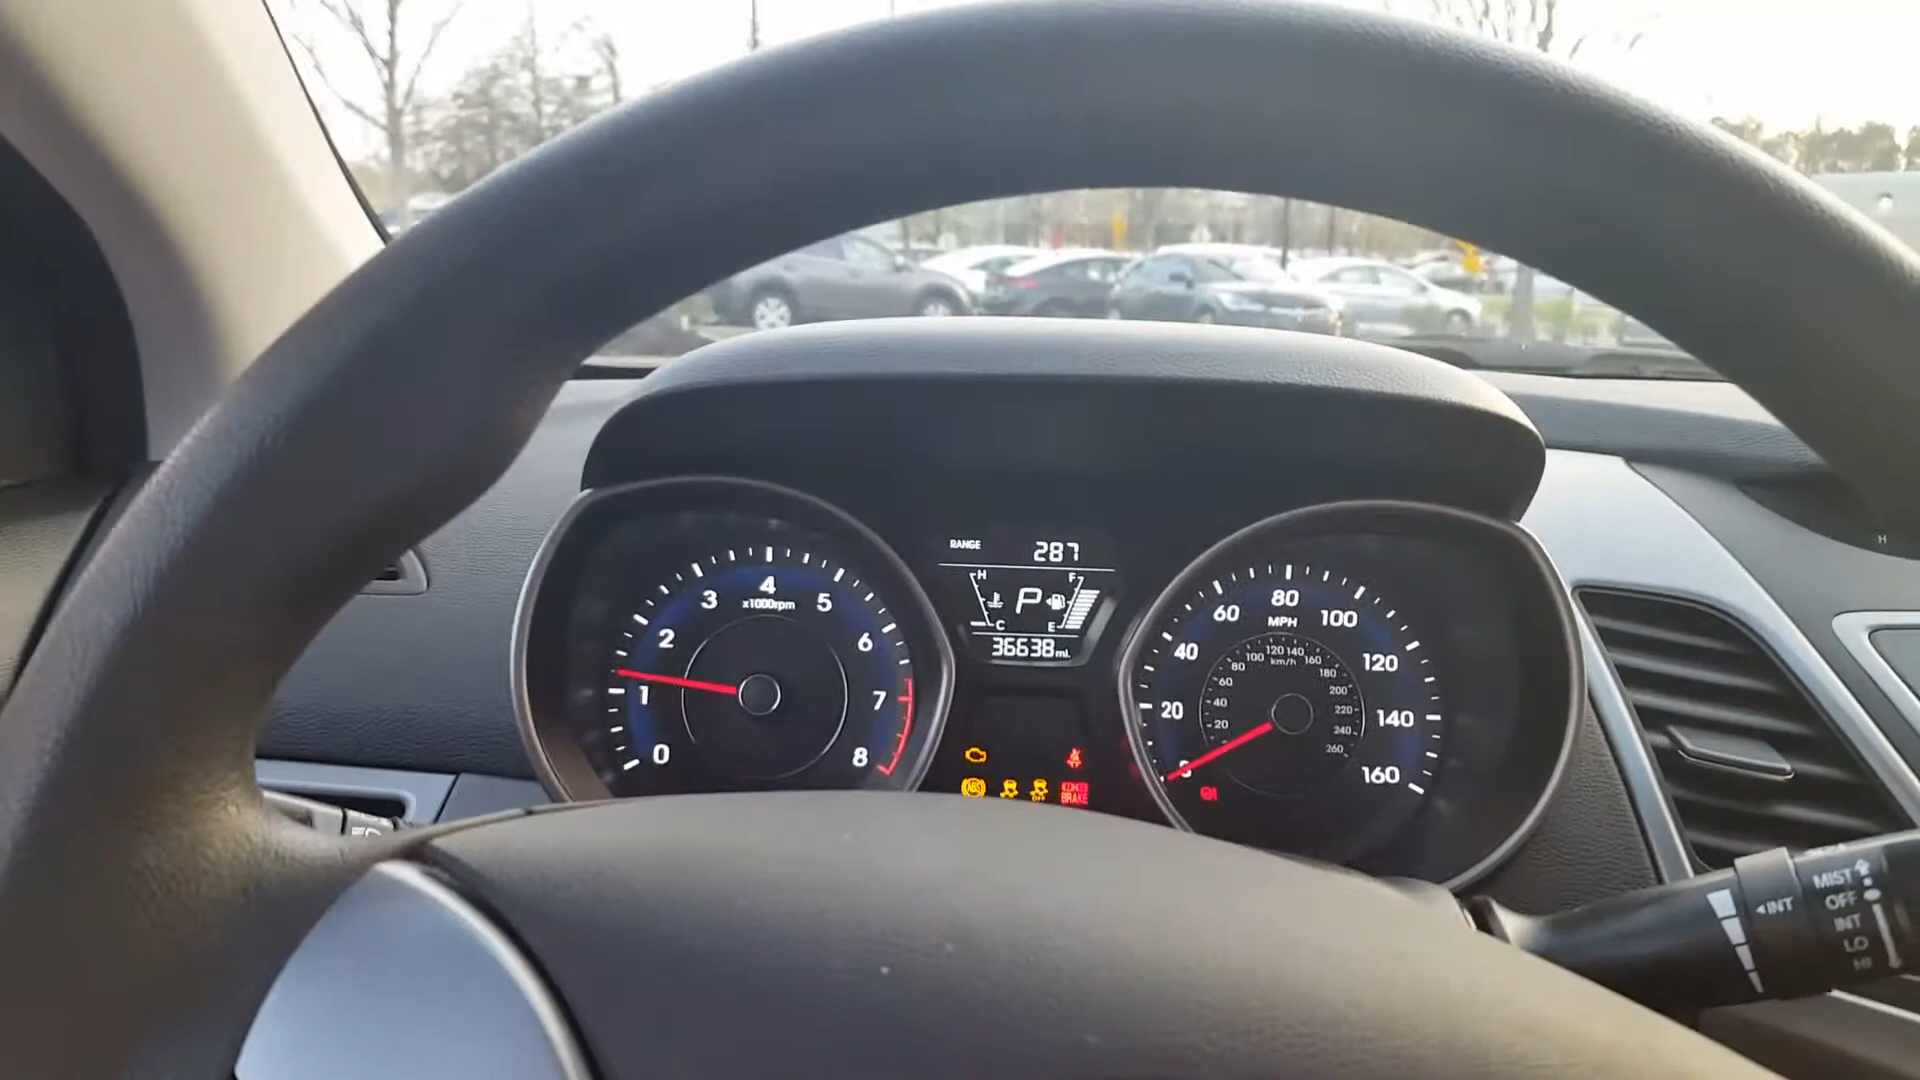 RANGE 287
H F
P
C E
36638 mi.
0 1 2 3 4 5 6 7 8
x1000rpm
20 40 60 80 100 120 140 160
MPH
20 40 60 80 100 120 140 160 180 200 220 240 260
km/h
ABS
OFF
BRAKE
INT
MIST
OFF
INT
LO
HI
H